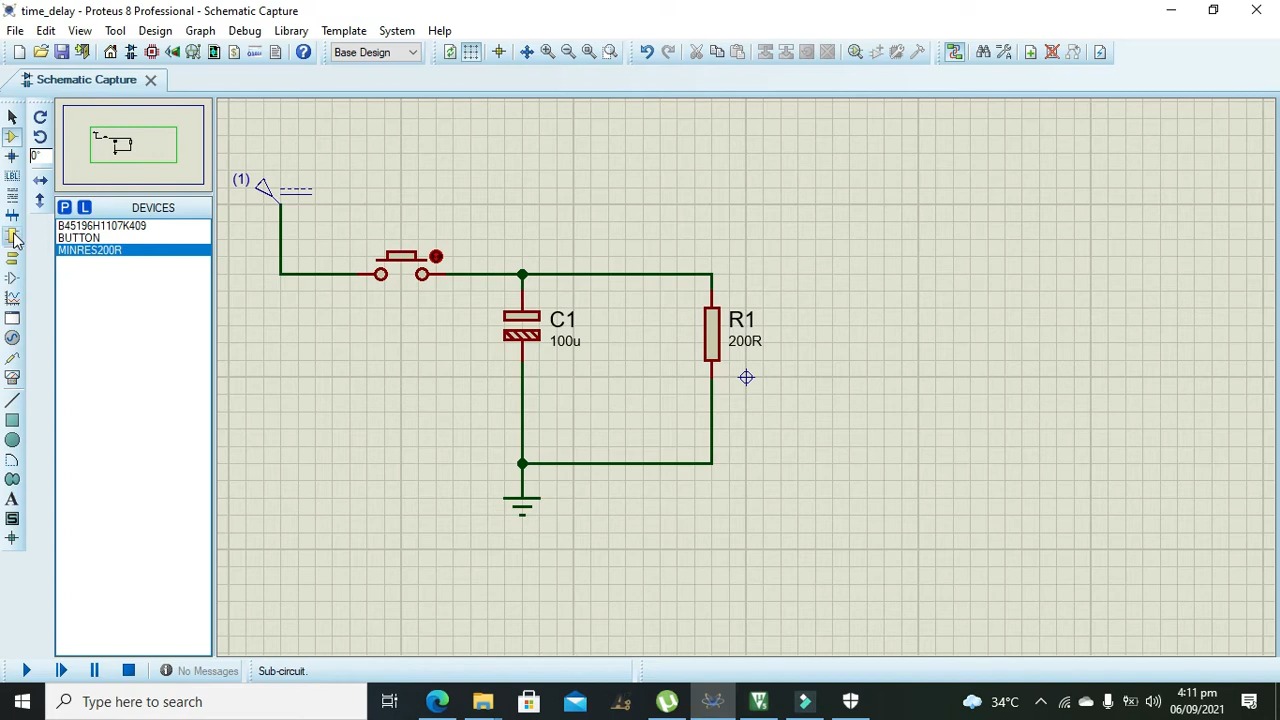 time_delay - Proteus 8 Professional - Schematic Capture
File Edit View Tool Design Graph Debug Library Template System Help
Base Design
Schematic Capture
0°
LBL
P L DEVICES
B45196H1107K409
BUTTON
MINRES200R
(1)
C1
100u
R1
200R
A
S
No Messages
Sub-circuit.
Type here to search
34°C
4:11 pm
06/09/2021